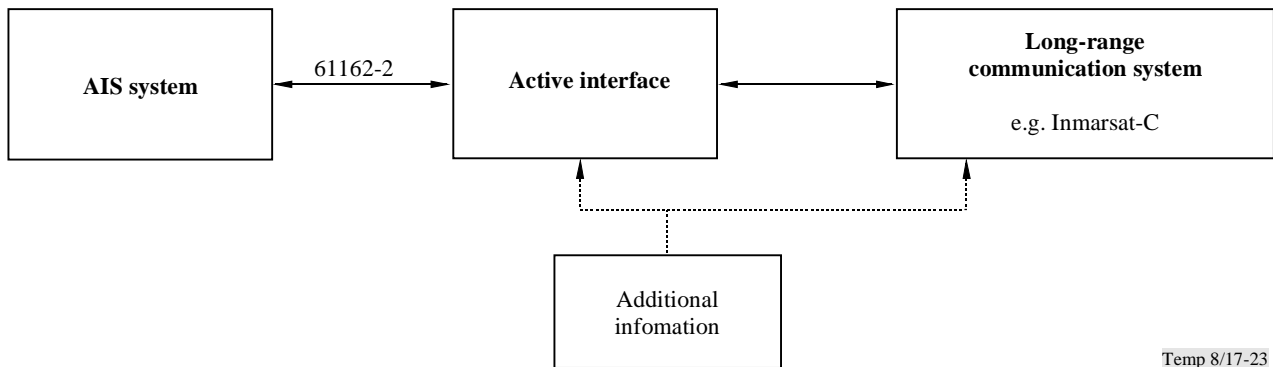 AIS system
61162-2
Active interface
Long-range
communication system
e.g. Inmarsat-C
Additional
infomation
Temp 8/17-23